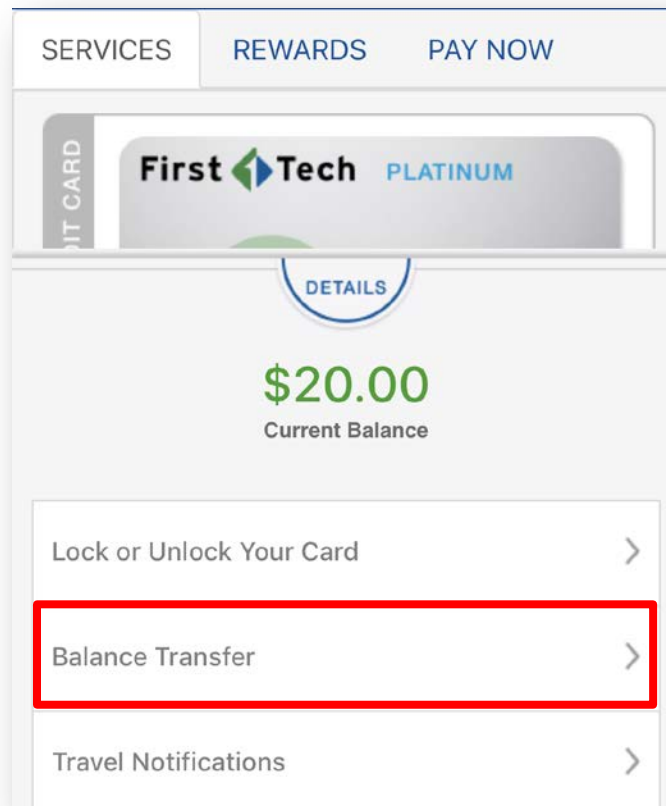 SERVICES REWARDS PAY NOW
First Tech PLATINUM
DETAILS
$20.00
Current Balance
Lock or Unlock Your Card
Balance Transfer
Travel Notifications